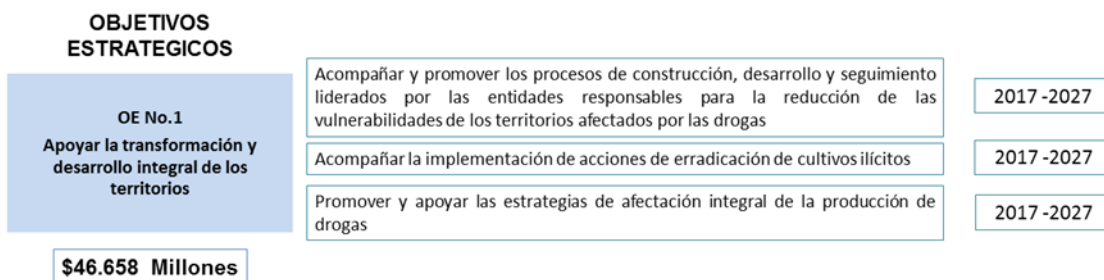 OBJETIVOS
ESTRATEGICOS
OE No.1
Apoyar la transformación y
desarrollo integral de los
territorios
$46.658 Millones
Acompañar y promover los procesos de construcción, desarrollo y seguimiento
liderados por las entidades responsables para la reducción de las
vulnerabilidades de los territorios afectados por las drogas
2017 -2027
Acompañar la implementación de acciones de erradicación de cultivos ilícitos
2017 -2027
Promover y apoyar las estrategias de afectación integral de la producción de
drogas
2017 -2027